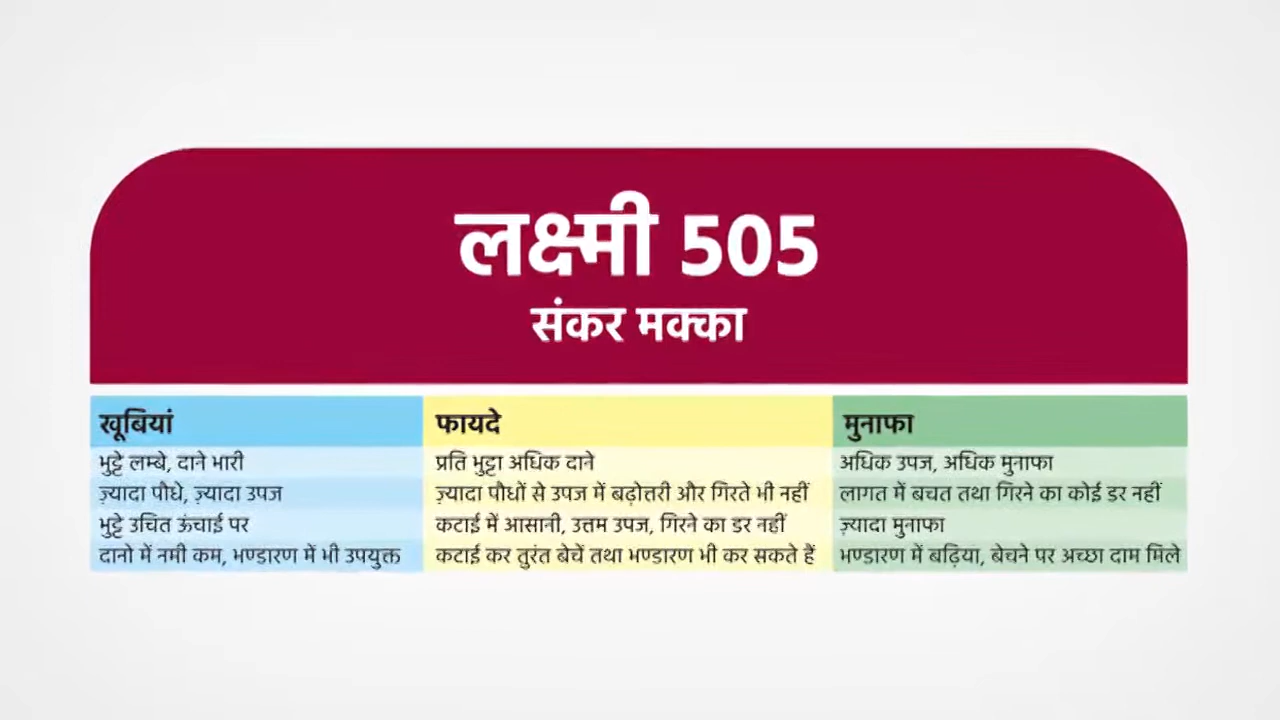 लक्ष्मी 505
संकर मक्का
खूबियां फायदे मुनाफा
भुट्टे लम्बे, दाने भारी प्रति भुट्टा अधिक दाने अधिक उपज, अधिक मुनाफा
ज़्यादा पौधे, ज़्यादा उपज ज़्यादा पौधों से उपज में बढ़ोत्तरी और गिरते भी नहीं लागत में बचत तथा गिरने का कोई डर नहीं
भुट्टे उचित ऊंचाई पर कटाई में आसानी, उत्तम उपज, गिरने का डर नहीं ज़्यादा मुनाफा
दानो में नमी कम, भण्डारण में भी उपयुक्त कटाई कर तुरंत बेचें तथा भण्डारण भी कर सकते हैं भण्डारण में बढ़िया, बेचने पर अच्छा दाम मिले